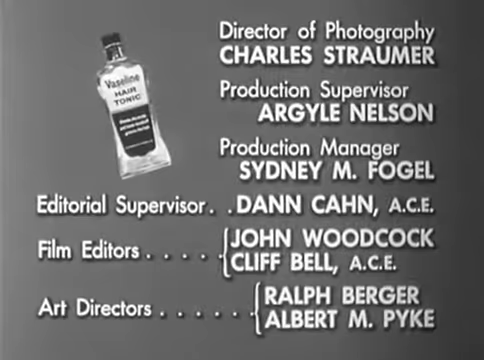 Vaseline
HAIR
TONIC
Director of Photography
CHARLES STRAUMER
Production Supervisor
ARGYLE NELSON
Production Manager
SYDNEY M. FOGEL
Editorial Supervisor. . DANN CAHN, A.C.E.
Film Editors . . . . . JOHN WOODCOCK
CLIFF BELL, A.C.E.
Art Directors . . . . . . RALPH BERGER
ALBERT M. PYKE